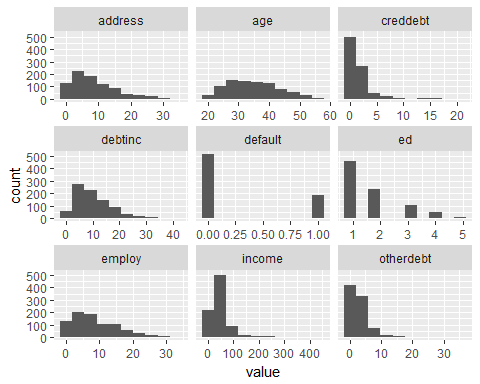 address age creddebt
500
400
300
200
100
0
0 10 20 30 20 30 40 50 60 0 5 10 15 20
debtinc default ed
500
400
300
200
100
0
0 10 20 30 40 0.00 0.25 0.50 0.75 1.00 1 2 3 4 5
employ income otherdebt
500
400
300
200
100
0
0 10 20 30 0 100 200 300 400 0 10 20 30
count
value